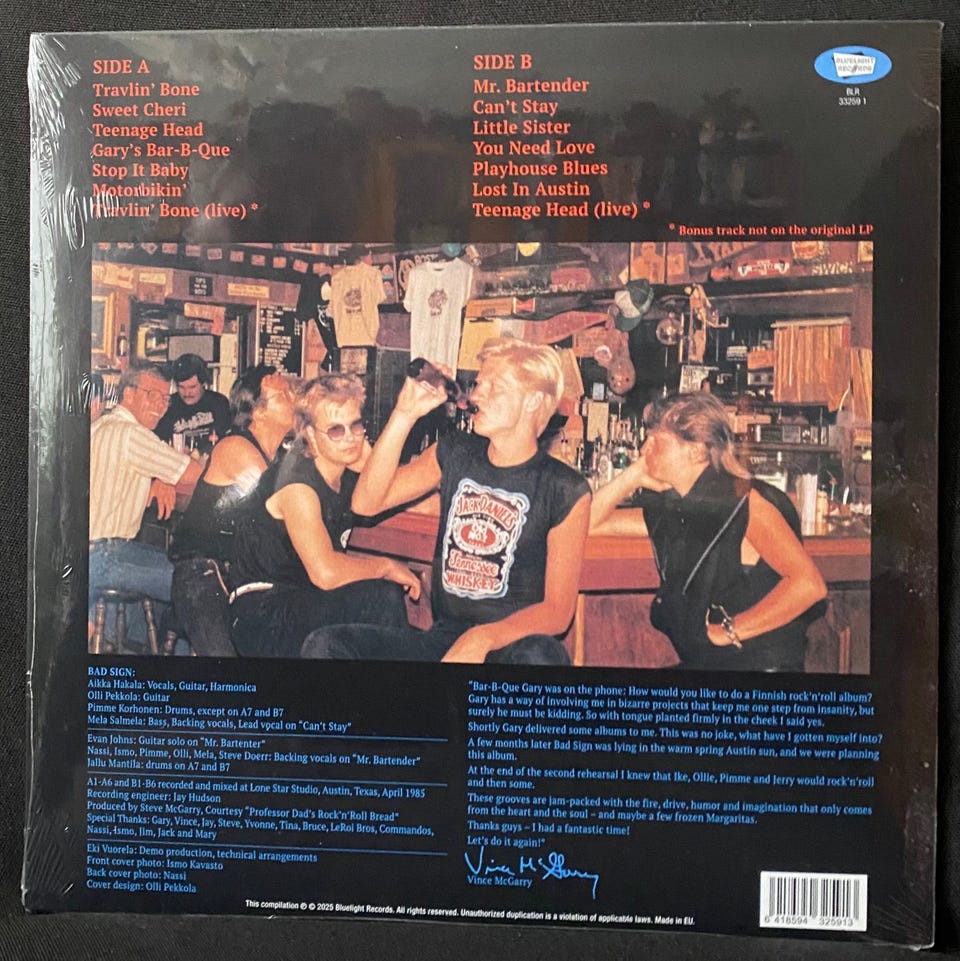 SIDE A
Travlin' Bone
Sweet Cheri
Teenage Head
Gary's Bar-B-Que
Stop It Baby
Motorbikin'
Travlin' Bone (live) *
SIDE B
Mr. Bartender
Can't Stay
Little Sister
You Need Love
Playhouse Blues
Lost In Austin
Teenage Head (live) *
* Bonus track not on the original LP
BLUELIGHT
RECORDS
BLR
33259 1
JACK DANIEL'S
OLD
NO.7
Tennessee
WHISKEY
BAD SIGN:
Aikka Hakala: Vocals, Guitar, Harmonica
Olli Pekkola: Guitar
Pimme Korhonen: Drums, except on A7 and B7
Mela Salmela: Bass, Backing vocals, Lead vpcal on "Can't Stay"
Evan Johns: Guitar solo on "Mr. Bartenter"
Nassi, Ismo, Pimme, Olli, Mela, Steve Doerr: Backing vocals on "Mr. Bartender"
Jallu Mantila: drums on A7 and B7
A1-A6 and B1-B6 recorded and mixed at Lone Star Studio, Austin, Texas, April 1985
Recording engineer: Jay Hudson
Produced by Steve McGarry, Courtesy "Professor Dad's Rock'n'Roll Bread"
Special Thanks: Gary, Vince, Jay, Steve, Yvonne, Tina, Bruce, LeRoi Bros, Commandos,
Nassi, Ismo, Jim, Jack and Mary
Eki Vuorela: Demo production, technical arrangements
Front cover photo: Ismo Kavasto
Back cover photo: Nassi
Cover design: Olli Pekkola
"Bar-B-Que Gary was on the phone: How would you like to do a Finnish rock'n'roll album?
Gary has a way of involving me in bizarre projects that keep me one step from insanity, but
surely he must be kidding. So with tongue planted firmly in the cheek I said yes.
Shortly Gary delivered some albums to me. This was no joke, what have I gotten myself into?
A few months later Bad Sign was lying in the warm spring Austin sun, and we were planning
this album.
At the end of the second rehearsal I knew that Ike, Ollie, Pimme and Jerry would rock'n'roll
and then some.
These grooves are jam-packed with the fire, drive, humor and imagination that only comes
from the heart and the soul – and maybe a few frozen Margaritas.
Thanks guys – I had a fantastic time!
Let's do it again!"
Vince McGarry
Vince McGarry
This compilation ℗ © 2025 Bluelight Records. All rights reserved. Unauthorized duplication is a violation of applicable laws. Made in EU.
6 418594 325913